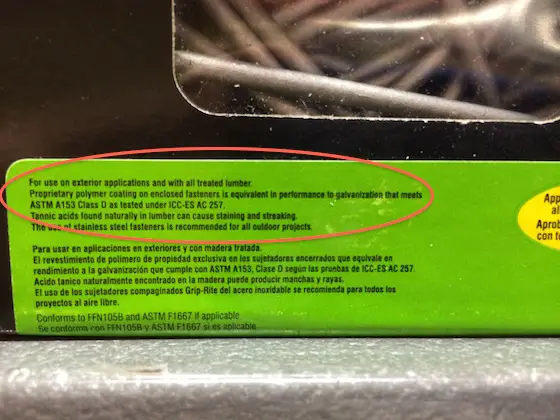 For use on exterior applications and with all treated lumber.
Proprietary polymer coating on enclosed fasteners is equivalent in performance to galvanization that meets
ASTM A153 Class D as tested under ICC-ES AC 257.
Tannic acids found naturally in lumber can cause staining and streaking.
The use of stainless steel fasteners is recommended for all outdoor projects.
Para usar en aplicaciones en exteriores y con madera tratada.
El revestimiento de polimero de propiedad exclusiva en los sujetadores encerrados que equivale en
rendimiento a la galvanización que cumple con ASTM A153, Clase D según las pruebas de ICC-ES AC 257.
Acido tanico naturalmente encontrado en la madera puede producir manchas y rayas.
El uso de los sujetadores compaginados Grip-Rite del acero inoxidable se recomienda para todos los
proyectos al aire libre.
Conforms to FFN105B and ASTM F1667 if applicable
Se conforma con FFN105B y ASTM F1667 si es aplicable